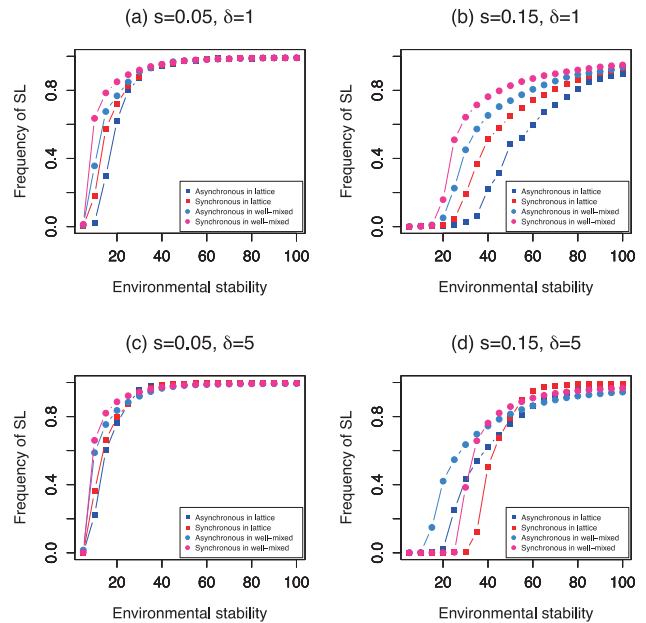 (a) s=0.05, δ=1
Frequency of SL
0.0 0.4 0.8
Asynchronous in lattice
Synchronous in lattice
Asynchronous in well-mixed
Synchronous in well-mixed
20 40 60 80 100
Environmental stability
(b) s=0.15, δ=1
Frequency of SL
0.0 0.4 0.8
Asynchronous in lattice
Synchronous in lattice
Asynchronous in well-mixed
Synchronous in well-mixed
20 40 60 80 100
Environmental stability
(c) s=0.05, δ=5
Frequency of SL
0.0 0.4 0.8
Asynchronous in lattice
Synchronous in lattice
Asynchronous in well-mixed
Synchronous in well-mixed
20 40 60 80 100
Environmental stability
(d) s=0.15, δ=5
Frequency of SL
0.0 0.4 0.8
Asynchronous in lattice
Synchronous in lattice
Asynchronous in well-mixed
Synchronous in well-mixed
20 40 60 80 100
Environmental stability